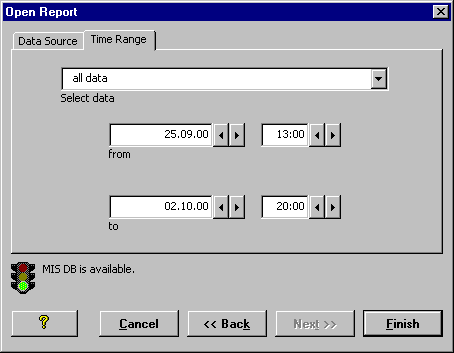 Open Report
Data Source Time Range
all data
Select data
25.09.00 13:00
from
02.10.00 20:00
to
MIS DB is available.
? Cancel << Back Next >> Finish